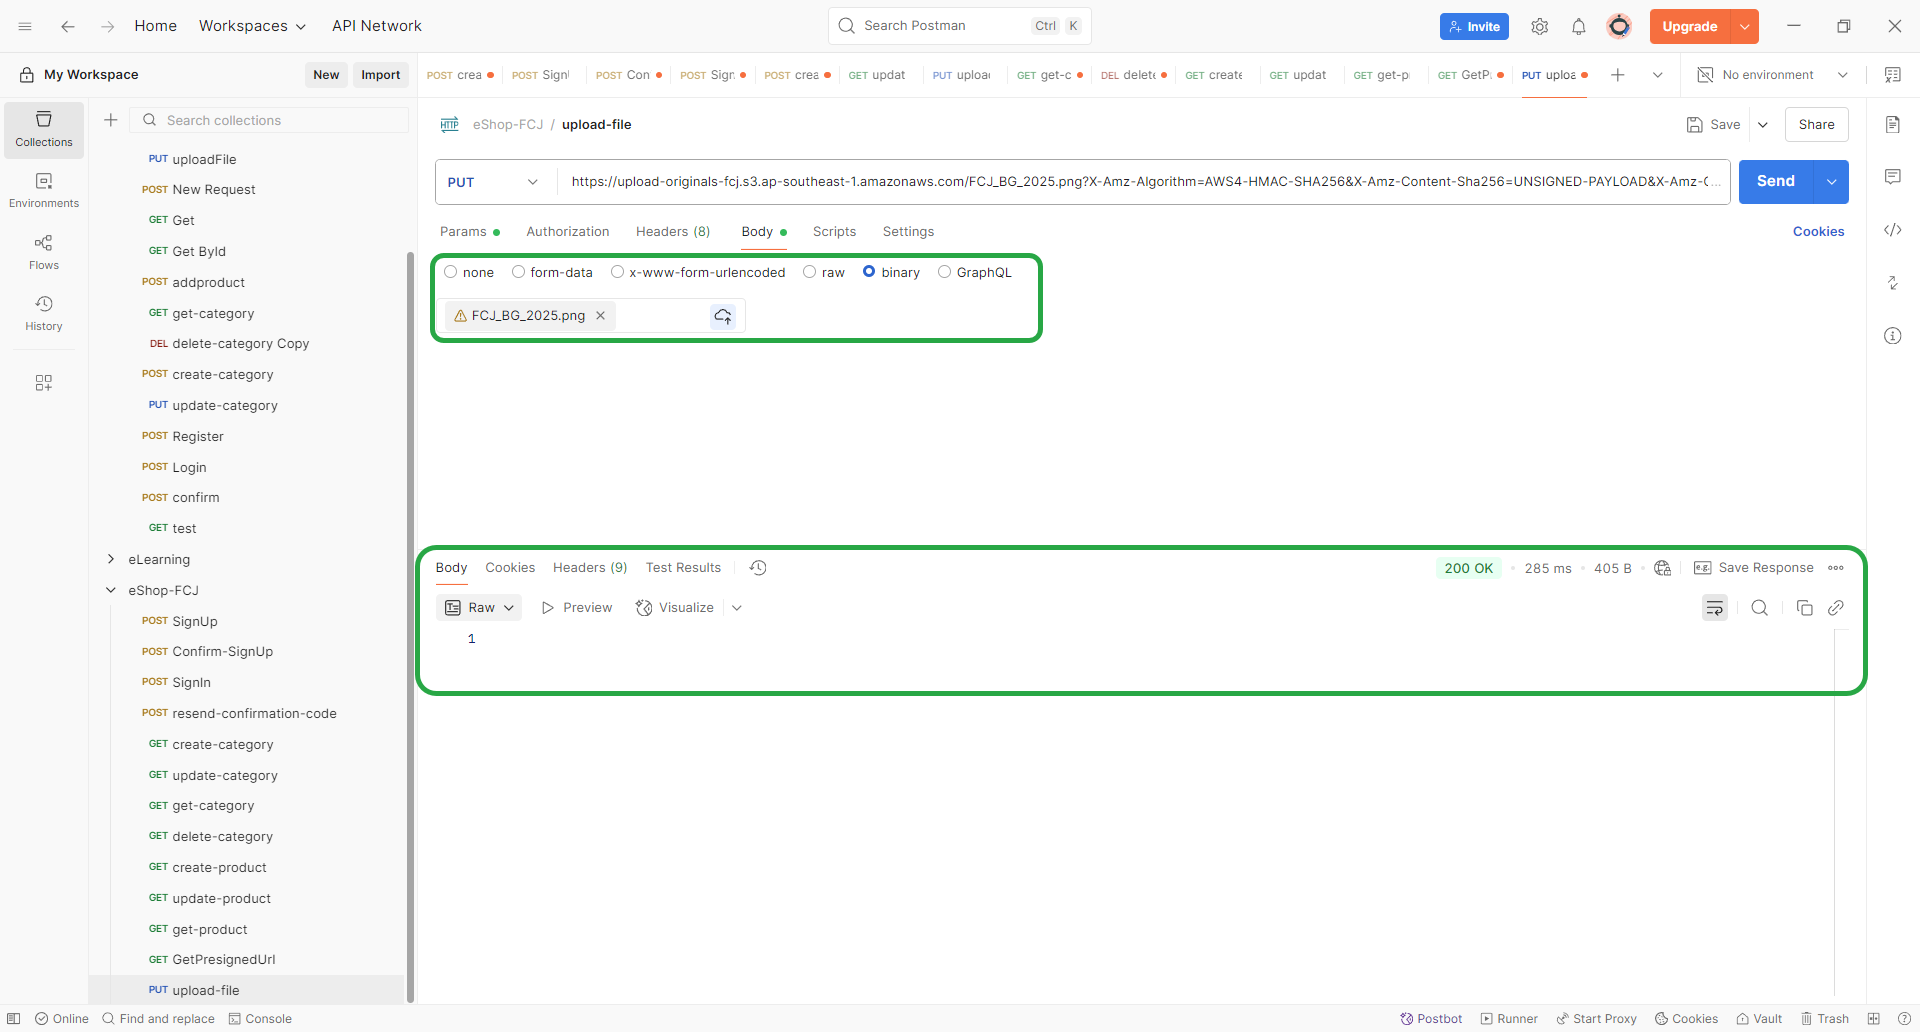 Home Workspaces API Network Search Postman Ctrl K Invite Upgrade
My Workspace New Import POST crea POST Sign POST Con POST Sign POST crea GET updat PUT uploa GET get-c DEL delete GET create GET updat GET get-p GET GetP PUT uploa No environment
Collections
Environments
Flows
History
Search collections
PUT uploadFile
POST New Request
GET Get
GET Get ById
POST addproduct
GET get-category
DEL delete-category Copy
POST create-category
PUT update-category
POST Register
POST Login
POST confirm
GET test
eLearning
eShop-FCJ
POST SignUp
POST Confirm-SignUp
POST SignIn
POST resend-confirmation-code
GET create-category
GET update-category
GET get-category
GET delete-category
GET create-product
GET update-product
GET get-product
GET GetPresignedUrl
PUT upload-file
HTTP eShop-FCJ / upload-file Save Share
PUT https://upload-originals-fcj.s3.ap-southeast-1.amazonaws.com/FCJ_BG_2025.png?X-Amz-Algorithm=AWS4-HMAC-SHA256&X-Amz-Content-Sha256=UNSIGNED-PAYLOAD&X-Amz-C... Send
Params Authorization Headers (8) Body Scripts Settings Cookies
none form-data x-www-form-urlencoded raw binary GraphQL
FCJ_BG_2025.png
Body Cookies Headers (9) Test Results 200 OK 285 ms 405 B e.g. Save Response
Raw Preview Visualize
1
Online Find and replace Console Postbot Runner Start Proxy Cookies Vault Trash